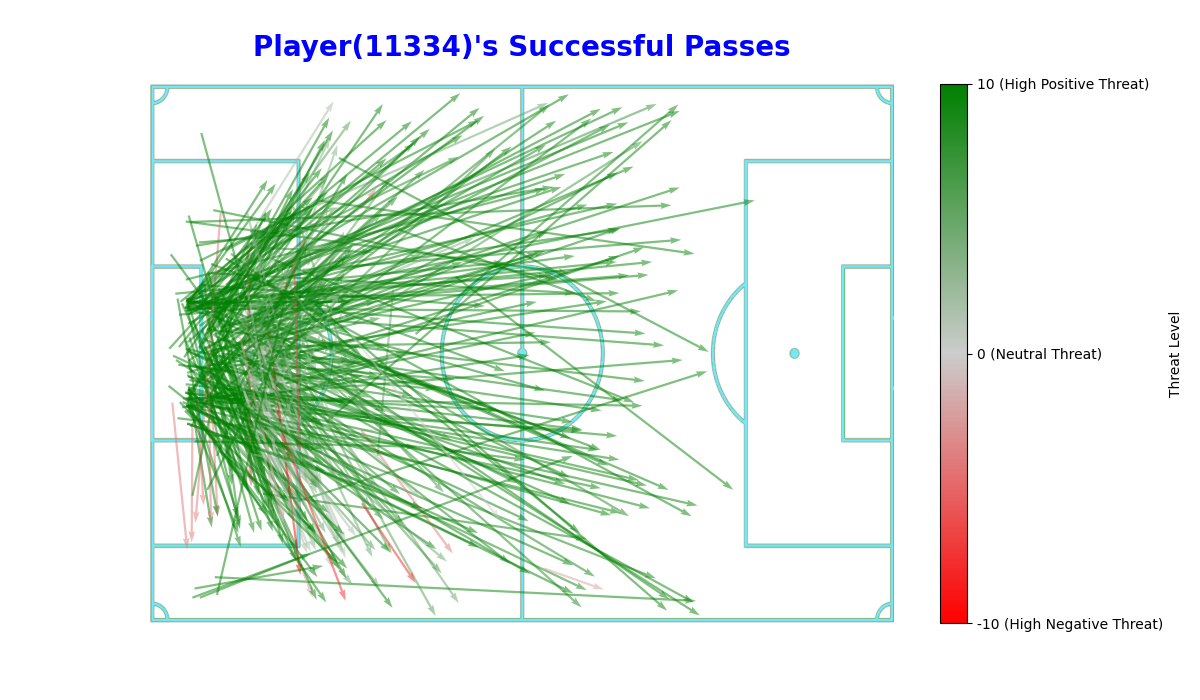 Player(11334)'s Successful Passes
10 (High Positive Threat)
0 (Neutral Threat)
-10 (High Negative Threat)
Threat Level